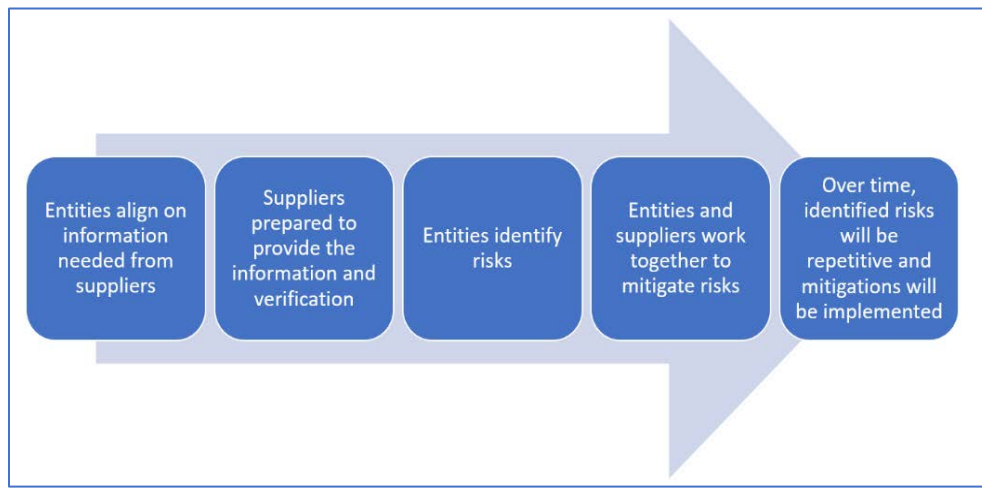 Entities align on
information
needed from
suppliers
Suppliers
prepared to
provide the
information and
verification
Entities identify
risks
Entities and
suppliers work
together to
mitigate risks
Over time,
identified risks
will be
repetitive and
mitigations will
be implemented